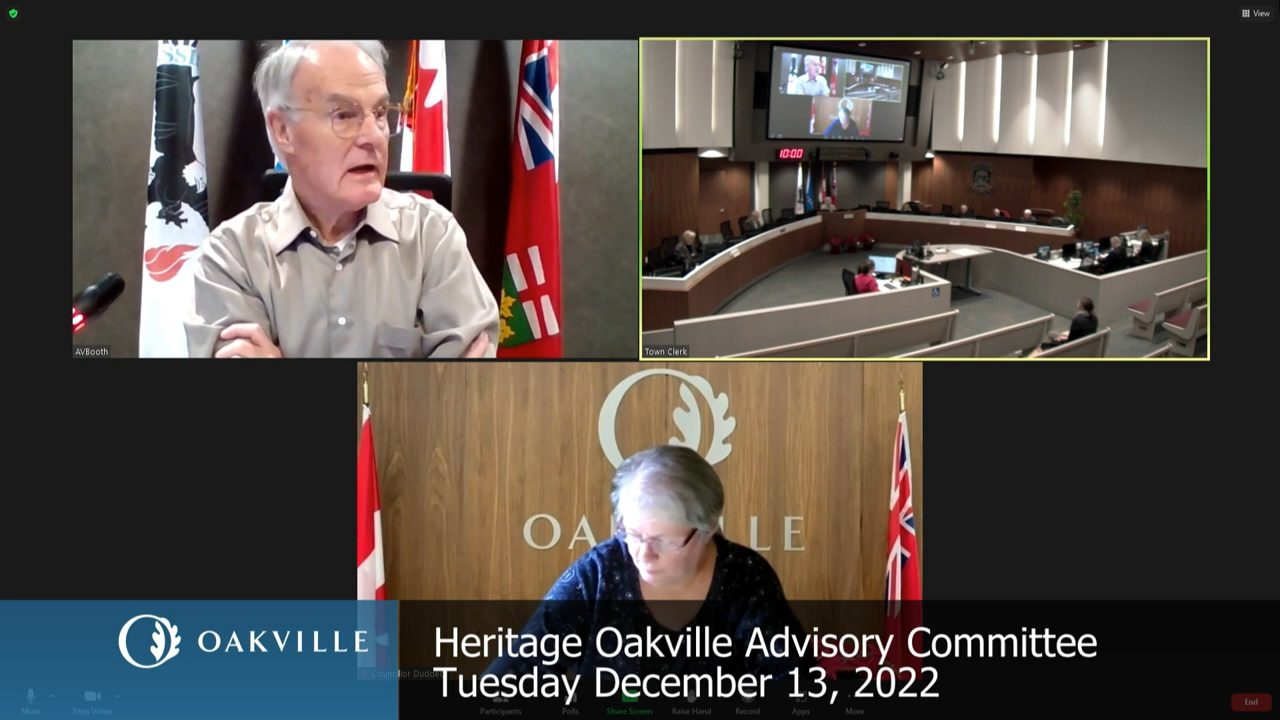 View
10:00
AVBooth
Town Clerk
OAKVILLE
Heritage Oakville Advisory Committee
Tuesday December 13, 2022
Mute
Stop Video
Participants
Polls
Share Screen
Raise Hand
Record
Apps
More
End